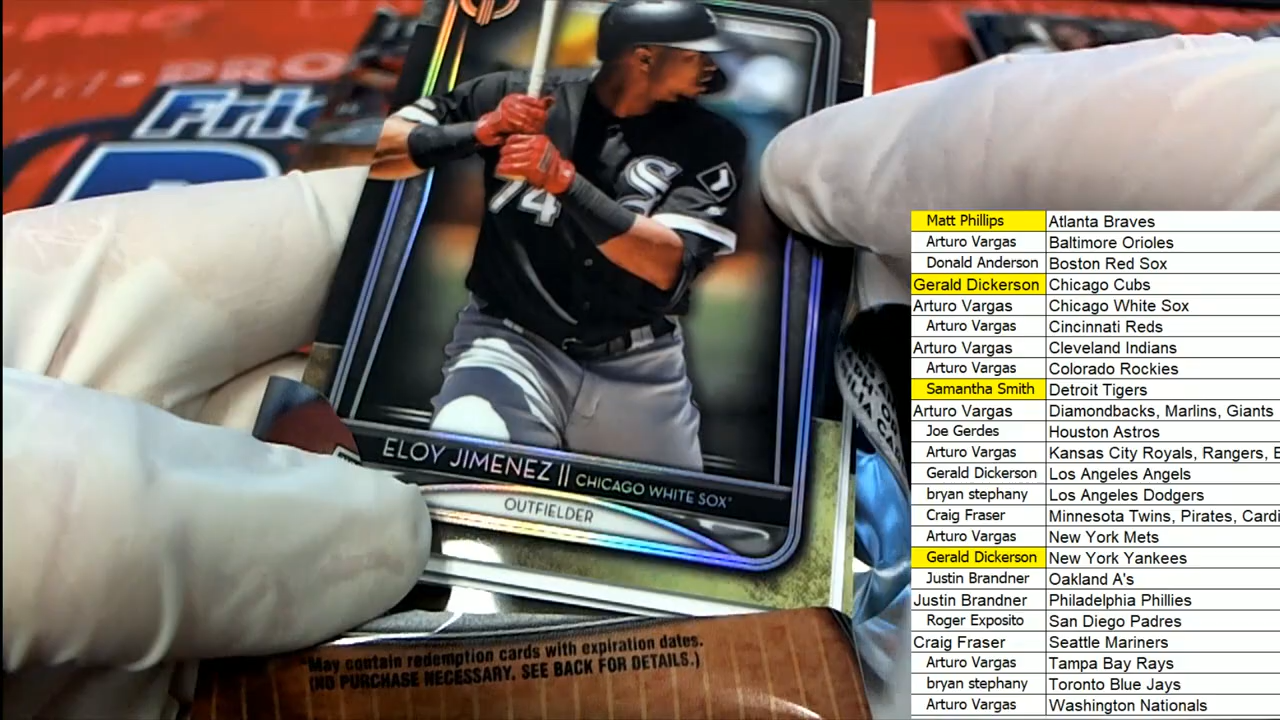 PRO
PRO
Fric
74
ELOY JIMENEZ || CHICAGO WHITE SOX
OUTFIELDER
*May contain redemption cards with expiration dates.
(NO PURCHASE NECESSARY. SEE BACK FOR DETAILS.)
Matt Phillips Atlanta Braves
Arturo Vargas Baltimore Orioles
Donald Anderson Boston Red Sox
Gerald Dickerson Chicago Cubs
Arturo Vargas Chicago White Sox
Arturo Vargas Cincinnati Reds
Arturo Vargas Cleveland Indians
Arturo Vargas Colorado Rockies
Samantha Smith Detroit Tigers
Arturo Vargas Diamondbacks, Marlins, Giants
Joe Gerdes Houston Astros
Arturo Vargas Kansas City Royals, Rangers,
Gerald Dickerson Los Angeles Angels
bryan stephany Los Angeles Dodgers
Craig Fraser Minnesota Twins, Pirates, Cardi
Arturo Vargas New York Mets
Gerald Dickerson New York Yankees
Justin Brandner Oakland A's
Justin Brandner Philadelphia Phillies
Roger Exposito San Diego Padres
Craig Fraser Seattle Mariners
Arturo Vargas Tampa Bay Rays
bryan stephany Toronto Blue Jays
Arturo Vargas Washington Nationals